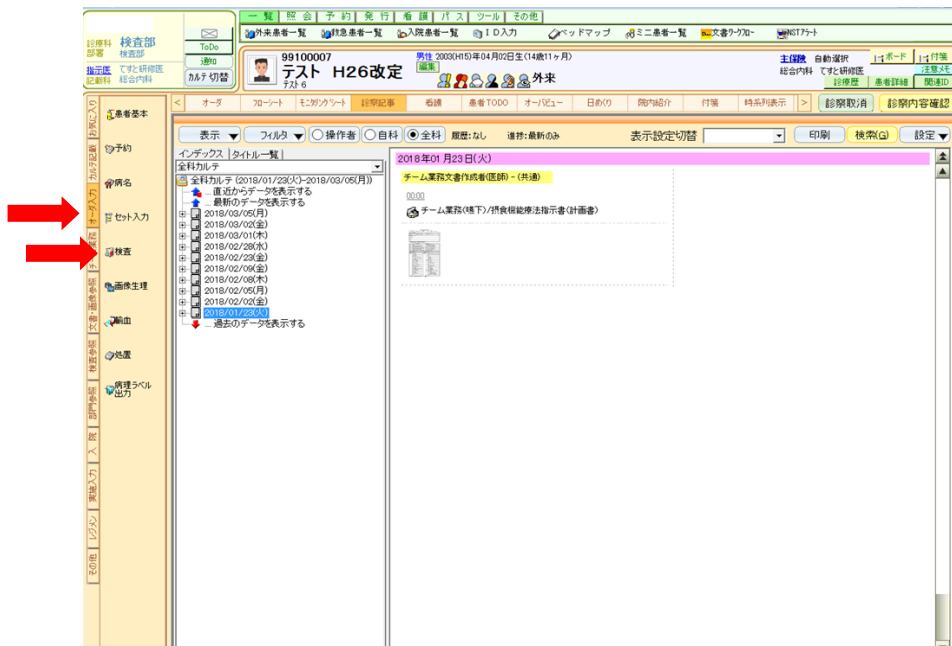 一 覧 照 会 予 約 発 行 看 護 パ ス ツール その他
外来患者一覧 救急患者一覧 入院患者一覧 ID入力 ベッドマップ ミニ患者一覧 文書ワークフロー NSTアラート
診療科 検査部
部署 検査部
指示医 てすと研修医
記載科 総合内科
ToDo
通知
カルテ切替
99100007
テスト H26改定
テスト6
男性 2003(H15)年04月02日生(14歳11ヶ月)
編集
外来
主保険 自動選択
総合内科 てすと研修医
ボード 付箋
注意メモ
診療歴 患者詳細 関連ID
< オーダ フローシート モニタリングシート 診察記事 看護 患者TODO オーバビュー 日めくり 院内紹介 付箋 時系列表示 > 診察取消 診察内容確認
お気に入り
カルテ記載
オーダ入力
文書・画像参照
検査参照
部門参照
入 院
実施入力
レジメン
その他
患者基本
予約
病名
セット入力
検査
画像生理
輸血
処置
病理ラベル
出力
表示 ▼ フィルタ ▼ 操作者 自科 全科 履歴:なし 進捗:最新のみ 表示設定切替 印刷 検索(G) 設定 ▼
インデックス タイトル一覧
全科カルテ
全科カルテ (2018/01/23(火)-2018/03/05(月))
... 直近からデータを表示する
... 最新のデータを表示する
2018/03/05(月)
2018/03/02(金)
2018/03/01(木)
2018/02/28(水)
2018/02/23(金)
2018/02/09(金)
2018/02/08(木)
2018/02/05(月)
2018/02/02(金)
2018/01/23(火)
... 過去のデータを表示する
2018年01月23日(火)
チーム業務文書作成者(医師) - (共通)
00:00
チーム業務(嚥下)/摂食機能療法指示書(計画書)